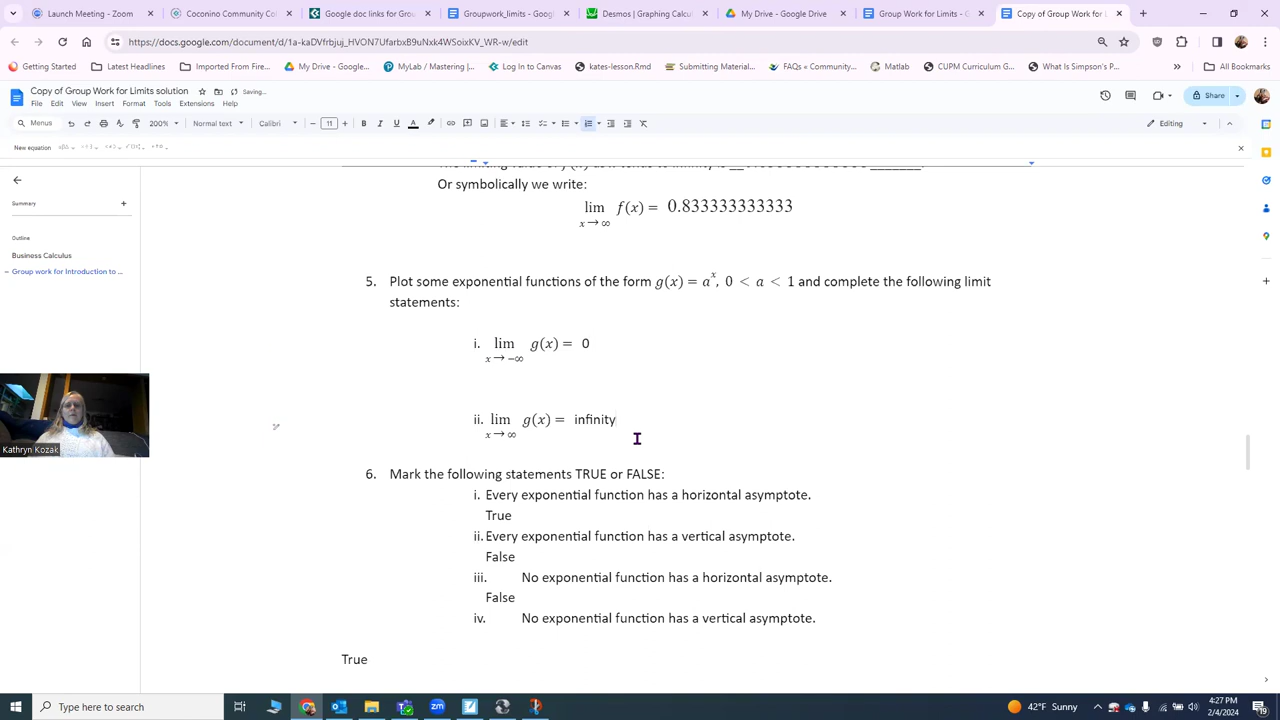 Coconino Community Col
Google doc link for grou
Group Work for Limits -
Desmos | Graphing Calcu
My Drive - Google Drive
Group Work for Limits - G
Copy of Group Work for L
https://docs.google.com/document/d/1a-kaDVfrbjuj_HVON7UfarbxB9uNxk4WSoixKV_WR-w/edit
Getting Started
Latest Headlines
Imported From Firef...
My Drive - Google...
MyLab / Mastering |...
Log In to Canvas
kates-lesson.Rmd
Submitting Material...
FAQs « Community...
Matlab
CUPM Curriculum G...
What Is Simpson's P...
»
All Bookmarks
Copy of Group Work for Limits solution
Saving...
File Edit View Insert Format Tools Extensions Help
Share
Menus
200%
Normal text
Calibri
11
B I U A
Editing
New equation
Summary
Outline
Business Calculus
Group work for Introduction to ...
Or symbolically we write:
lim f(x) = 0.833333333333
x → ∞
5. Plot some exponential functions of the form g(x) = aˣ, 0 < a < 1 and complete the following limit
statements:
i. lim g(x) = 0
x → −∞
ii. lim g(x) = infinity
x → ∞
6. Mark the following statements TRUE or FALSE:
i. Every exponential function has a horizontal asymptote.
True
ii. Every exponential function has a vertical asymptote.
False
iii. No exponential function has a horizontal asymptote.
False
iv. No exponential function has a vertical asymptote.
True
Kathryn Kozak
Type here to search
42°F Sunny
4:27 PM
2/4/2024